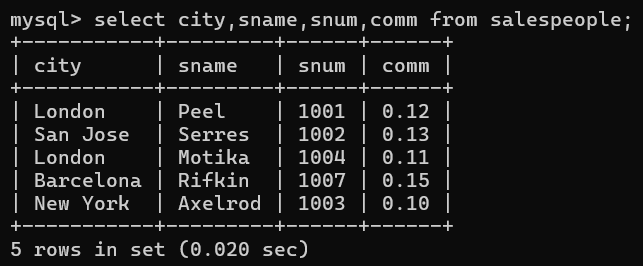 mysql> select city,sname,snum,comm from salespeople;
+-----------+---------+------+------+
| city      | sname   | snum | comm |
+-----------+---------+------+------+
| London    | Peel    | 1001 | 0.12 |
| San Jose  | Serres  | 1002 | 0.13 |
| London    | Motika  | 1004 | 0.11 |
| Barcelona | Rifkin  | 1007 | 0.15 |
| New York  | Axelrod | 1003 | 0.10 |
+-----------+---------+------+------+
5 rows in set (0.020 sec)